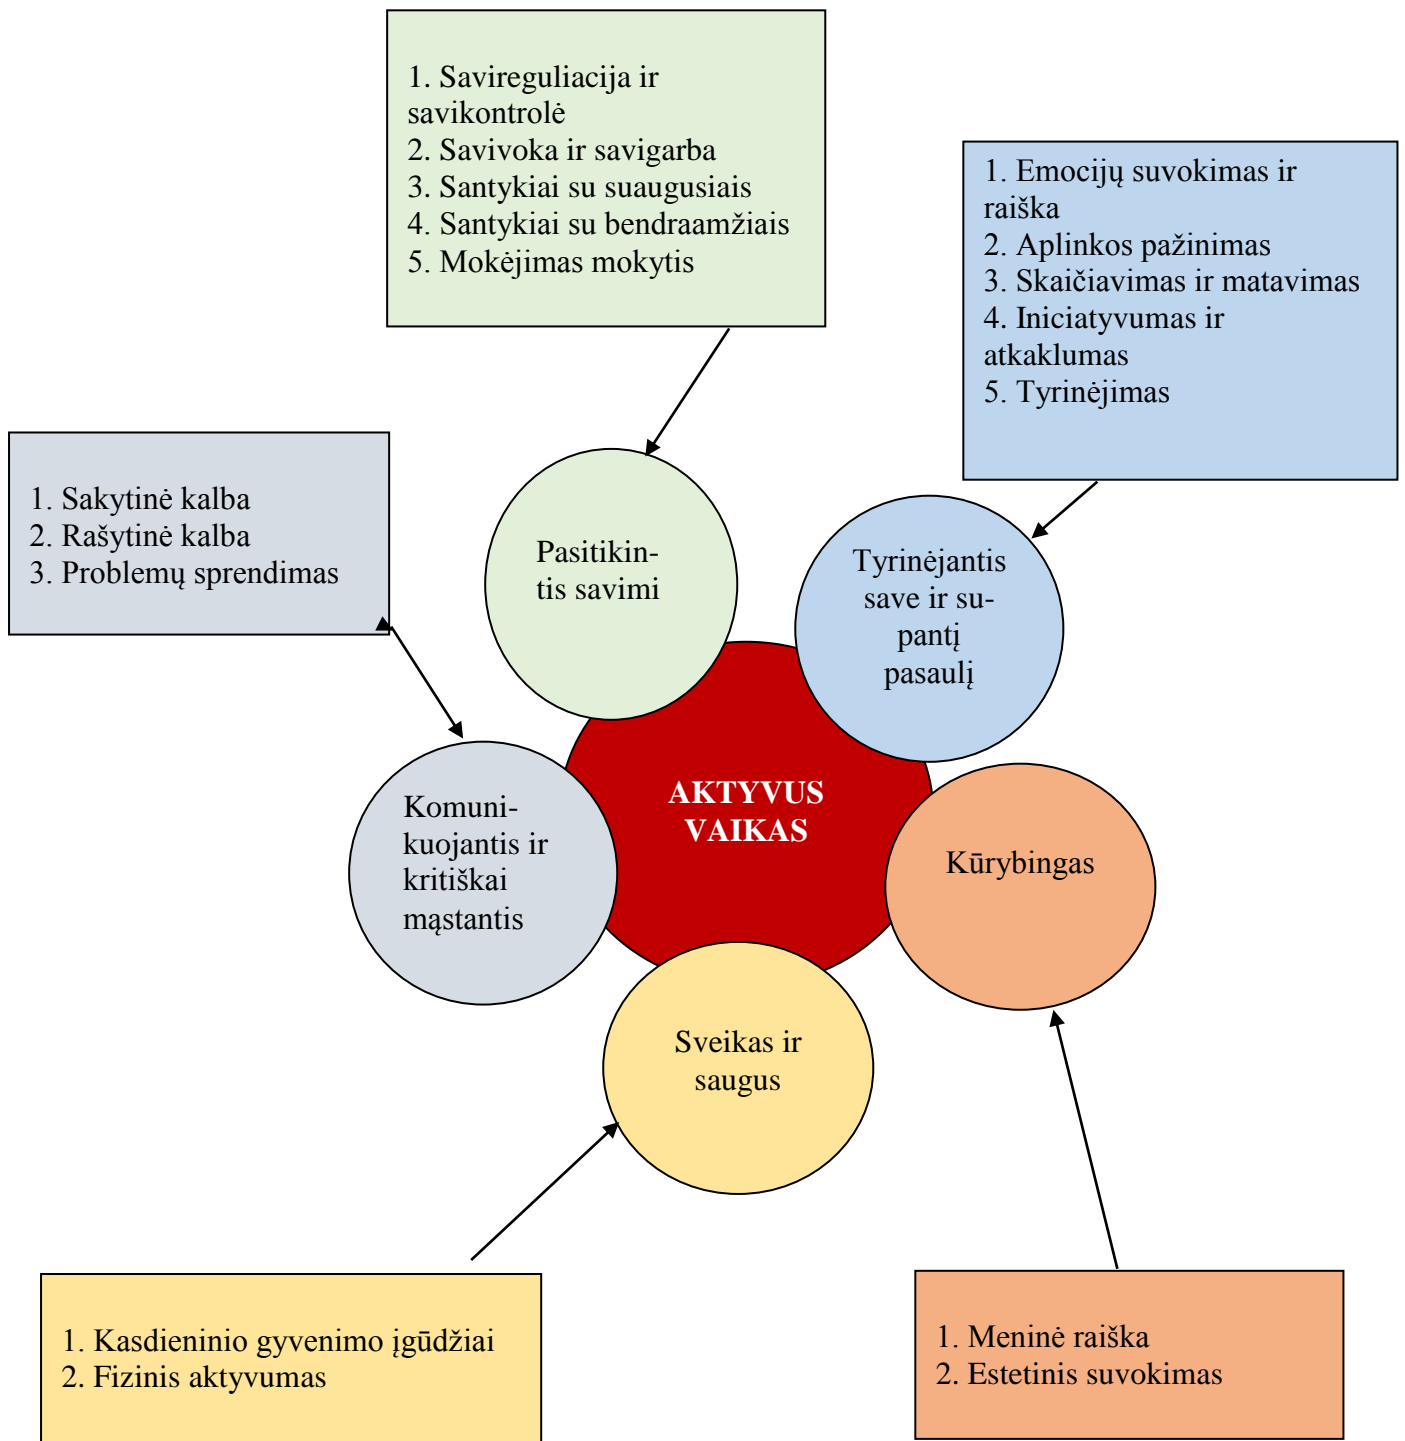 1. Savireguliacija ir
savikontrolė
2. Savivoka ir savigarba
3. Santykiai su suaugusiais
4. Santykiai su bendraamžiais
5. Mokėjimas mokytis
1. Emocijų suvokimas ir
raiška
2. Aplinkos pažinimas
3. Skaičiavimas ir matavimas
4. Iniciatyvumas ir
atkaklumas
5. Tyrinėjimas
1. Sakytinė kalba
2. Rašytinė kalba
3. Problemų sprendimas
Pasitikin-
tis savimi
Tyrinėjantis
save ir su-
pantį
pasaulį
AKTYVUS
VAIKAS
Komuni-
kuojantis ir
kritiškai
mąstantis
Kūrybingas
Sveikas ir
saugus
1. Kasdieninio gyvenimo įgūdžiai
2. Fizinis aktyvumas
1. Meninė raiška
2. Estetinis suvokimas